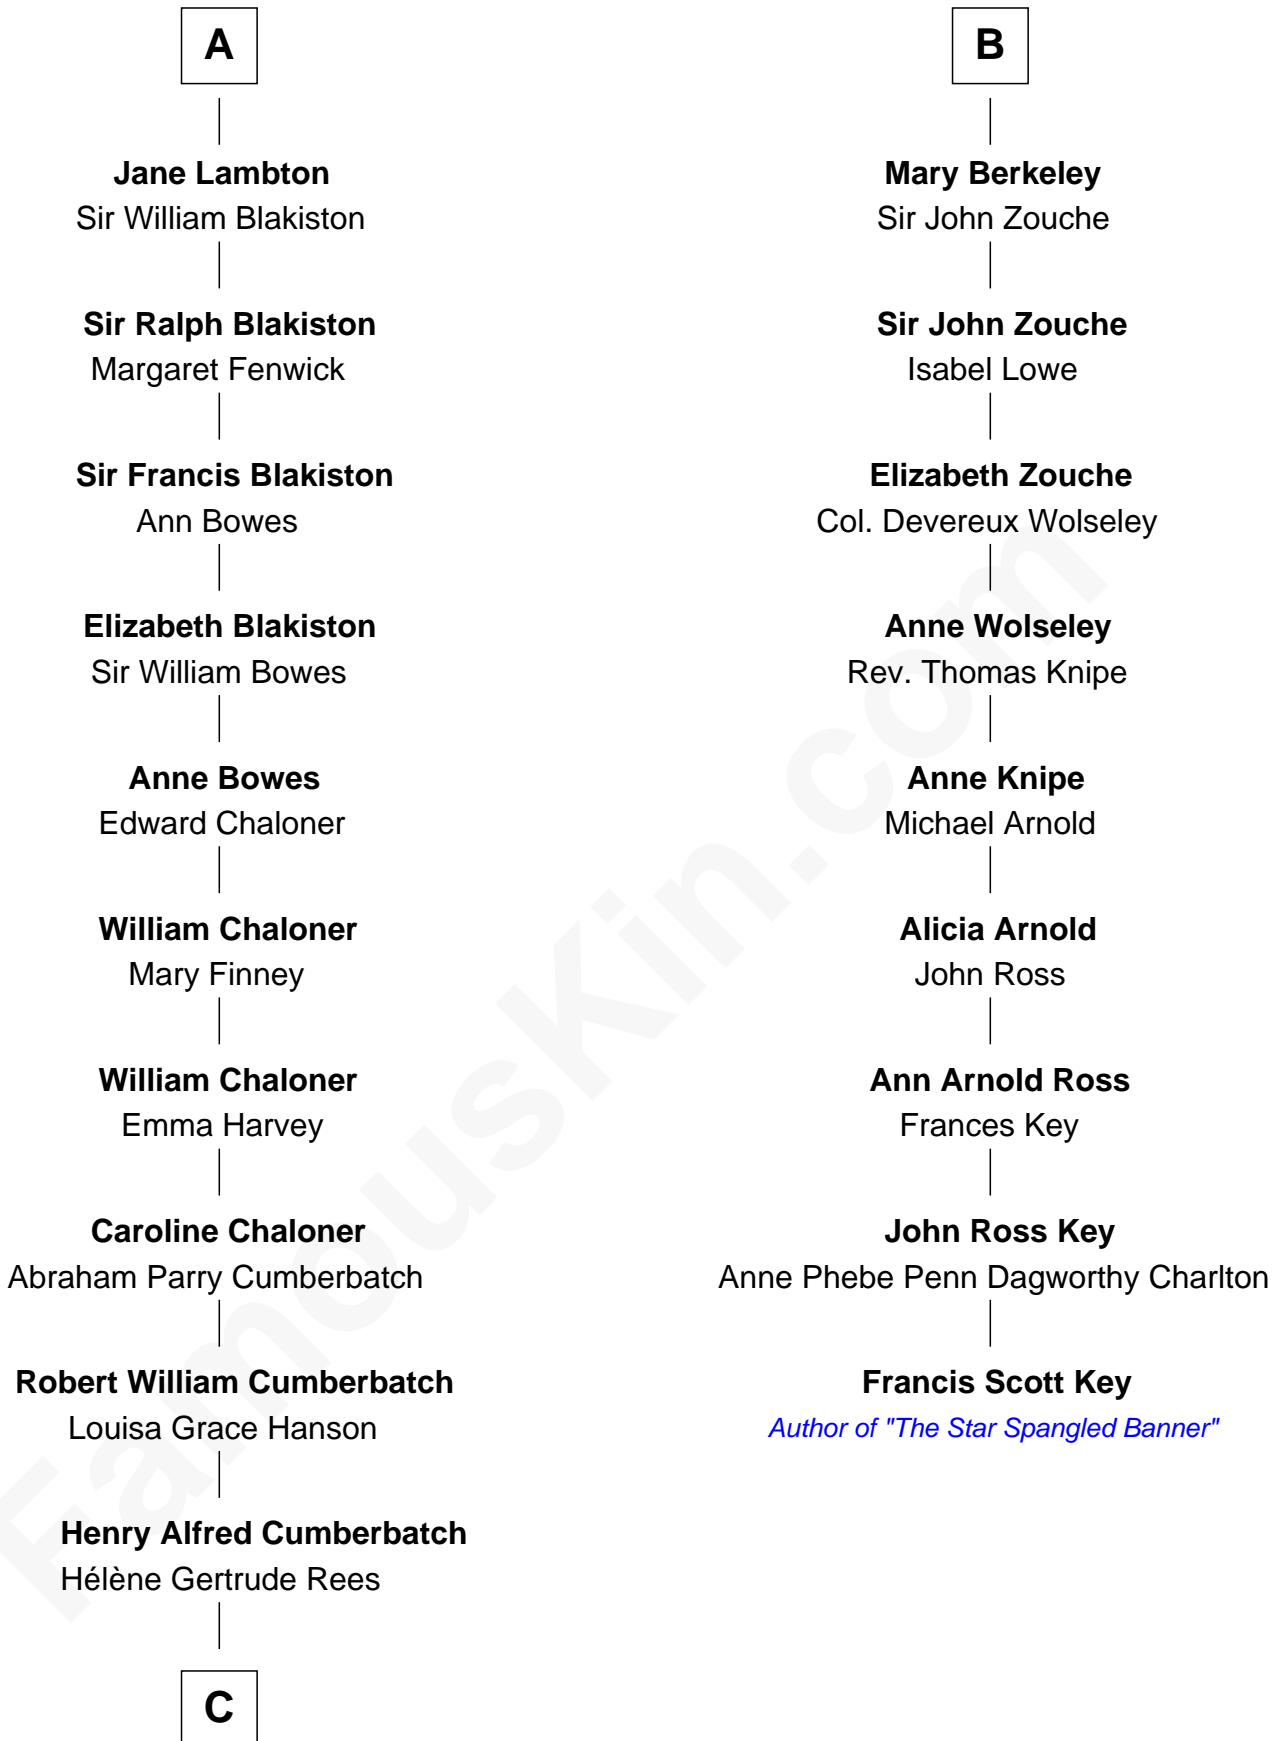 A
Jane Lambton
Sir William Blakiston
Sir Ralph Blakiston
Margaret Fenwick
Sir Francis Blakiston
Ann Bowes
Elizabeth Blakiston
Sir William Bowes
Anne Bowes
Edward Chaloner
William Chaloner
Mary Finney
William Chaloner
Emma Harvey
Caroline Chaloner
Abraham Parry Cumberbatch
Robert William Cumberbatch
Louisa Grace Hanson
Henry Alfred Cumberbatch
Hélène Gertrude Rees
C
B
Mary Berkeley
Sir John Zouche
Sir John Zouche
Isabel Lowe
Elizabeth Zouche
Col. Devereux Wolseley
Anne Wolseley
Rev. Thomas Knipe
Anne Knipe
Michael Arnold
Alicia Arnold
John Ross
Ann Arnold Ross
Frances Key
John Ross Key
Anne Phebe Penn Dagworthy Charlton
Francis Scott Key
Author of "The Star Spangled Banner"
FamousKin.com